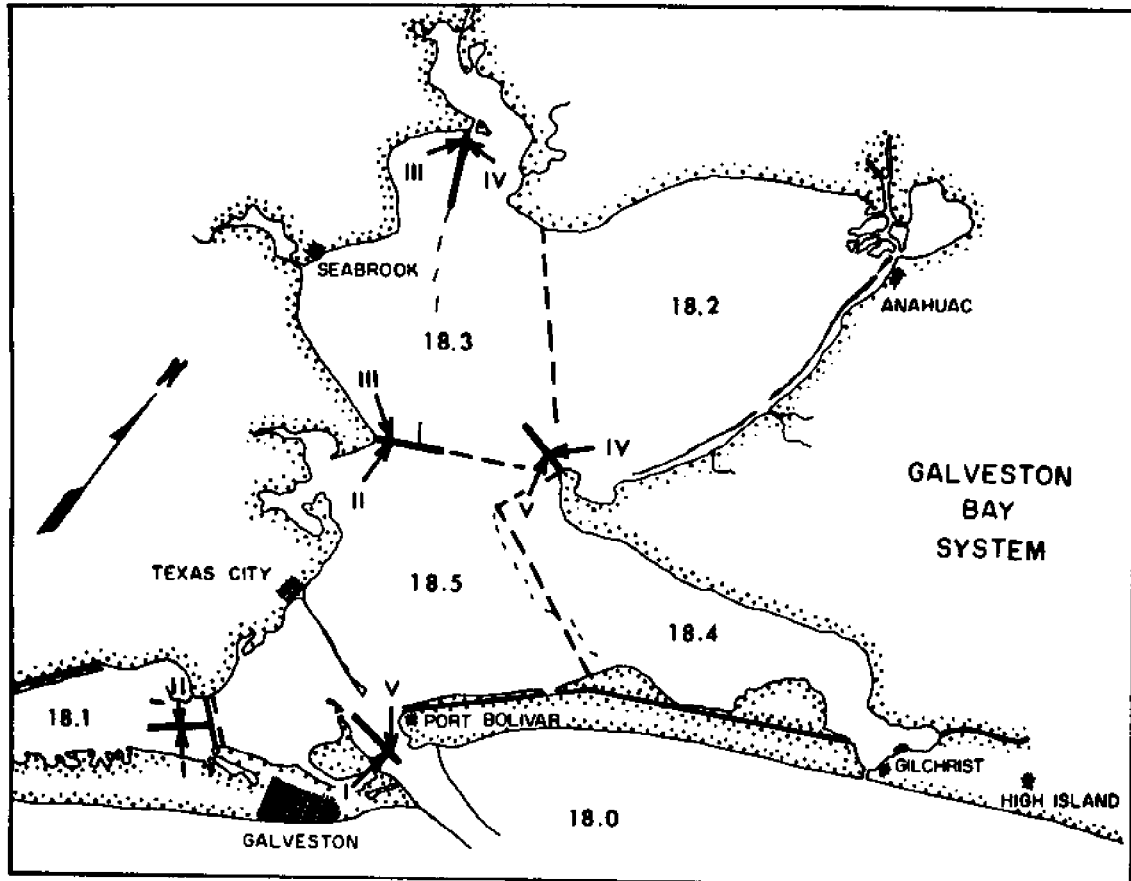 III
IV
SEABROOK
ANAHUAC
18.2
18.3
III
N
IV
II
V
GALVESTON
BAY
SYSTEM
TEXAS CITY
18.5
18.4
II
V
18.1
PORT BOLIVAR
I
GILCHRIST
HIGH ISLAND
18.0
GALVESTON